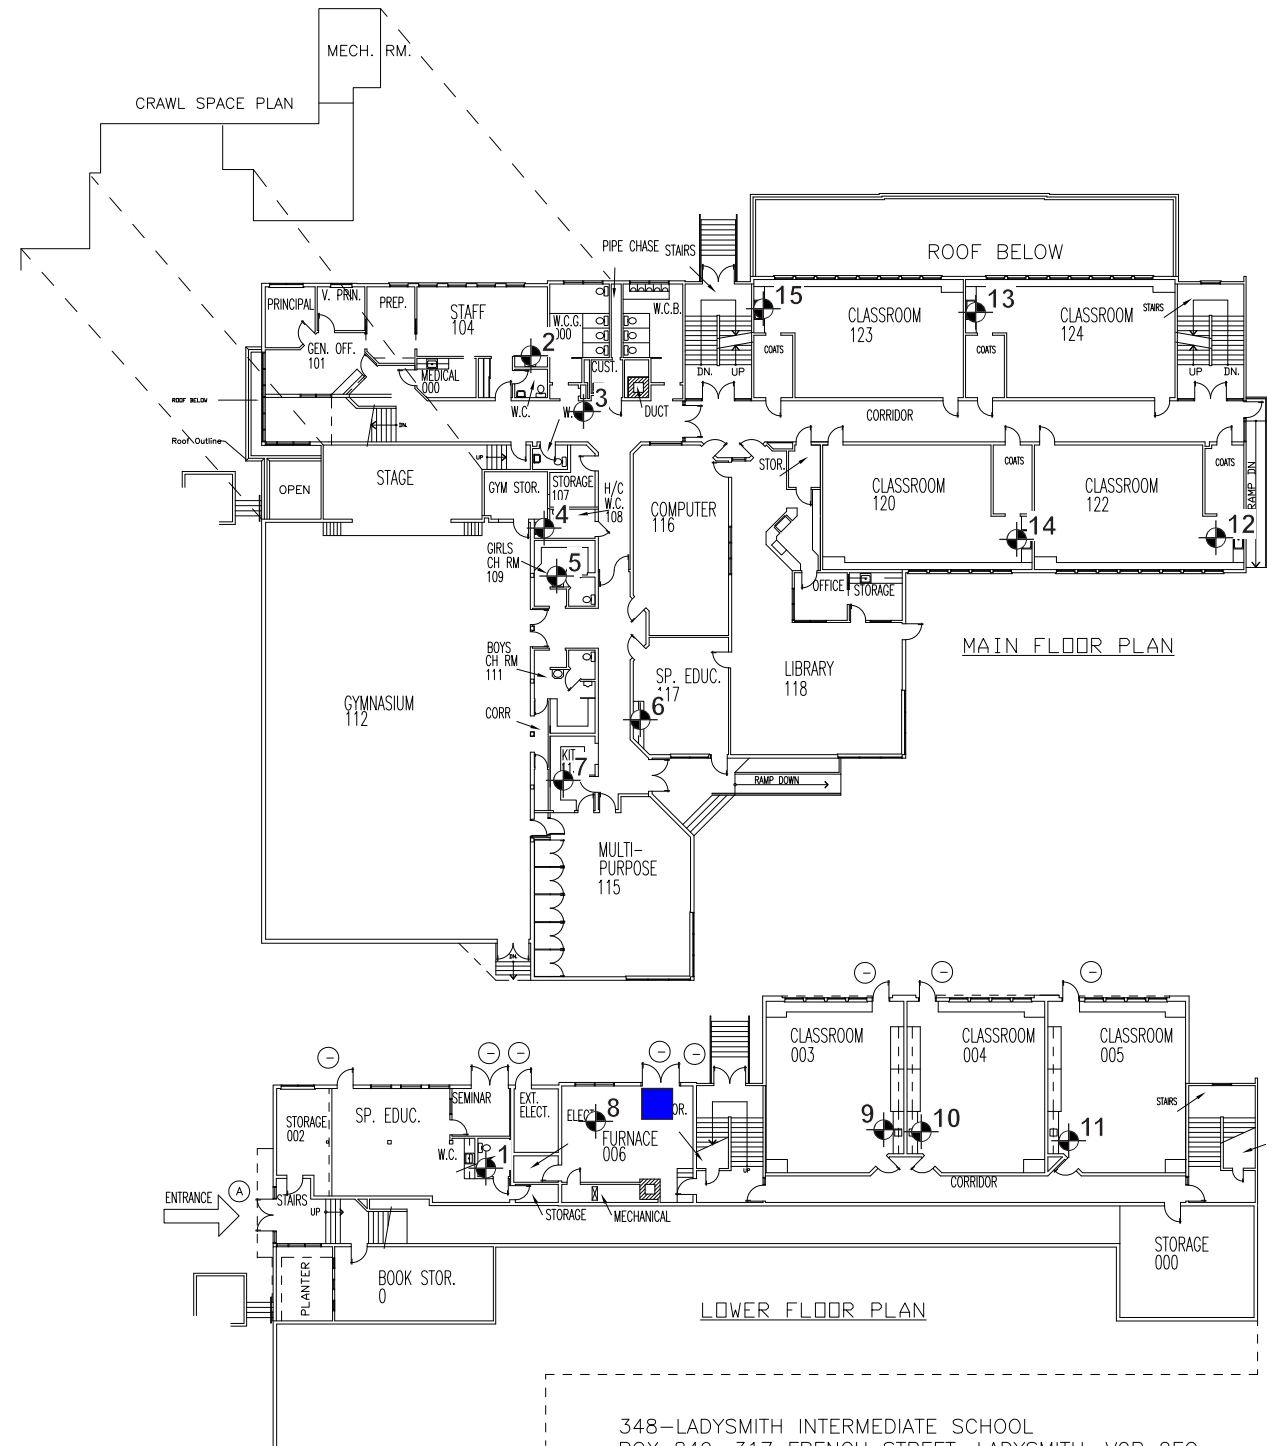 MECH. RM.
CRAWL SPACE PLAN
PIPE CHASE
STAIRS
ROOF BELOW
PRINCIPAL
V. PRIN.
PREP.
STAFF
104
W.C.G.
000
W.C.B.
15
CLASSROOM
123
13
CLASSROOM
124
STAIRS
GEN. OFF.
101
2
COATS
COATS
MEDICAL
000
CUST.
DN.
UP
UP
DN.
ROOF BELOW
W.C.
W.
3
DUCT
CORRIDOR
DN.
Roof Outline
UP
STAGE
OPEN
GYM STOR.
STORAGE
107
H/C
W.C.
108
STOR.
COATS
COATS
RAMP DN
4
COMPUTER
116
CLASSROOM
120
CLASSROOM
122
14
12
GIRLS
CH RM
109
5
OFFICE
STORAGE
MAIN FLOOR PLAN
BOYS
CH RM
111
SP. EDUC.
117
LIBRARY
118
GYMNASIUM
112
CORR
6
KIT.
7
RAMP DOWN
MULTI-
PURPOSE
115
DN.
CLASSROOM
003
CLASSROOM
004
CLASSROOM
005
STORAGE
002
SP. EDUC.
SEMINAR
EXT.
ELECT.
8
FURNACE
006
9
10
11
STAIRS
W.C.
1
UP
ENTRANCE
A
STAIRS
UP
STORAGE
MECHANICAL
CORRIDOR
STORAGE
000
PLANTER
BOOK STOR.
0
LOWER FLOOR PLAN
348-LADYSMITH INTERMEDIATE SCHOOL